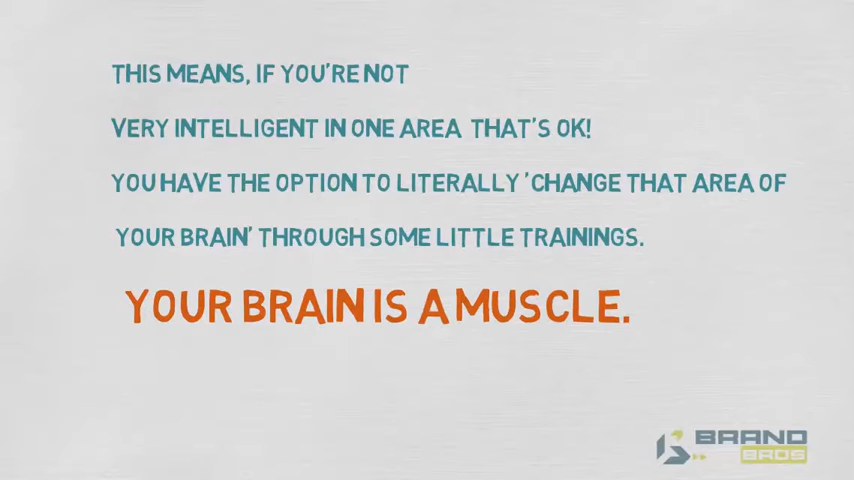 THIS MEANS, IF YOU'RE NOT
VERY INTELLIGENT IN ONE AREA THAT'S OK!
YOU HAVE THE OPTION TO LITERALLY 'CHANGE THAT AREA OF
YOUR BRAIN' THROUGH SOME LITTLE TRAININGS.
YOUR BRAIN IS A MUSCLE.
BRAND
BROS